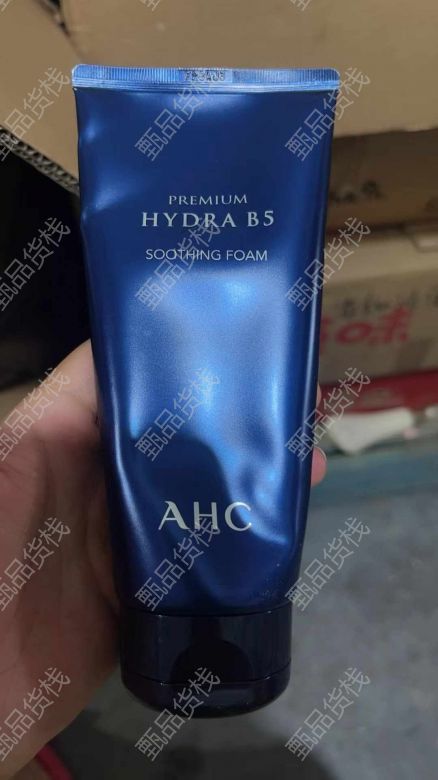 PREMIUM
HYDRA B5
SOOTHING FOAM
AHC
甄品货栈